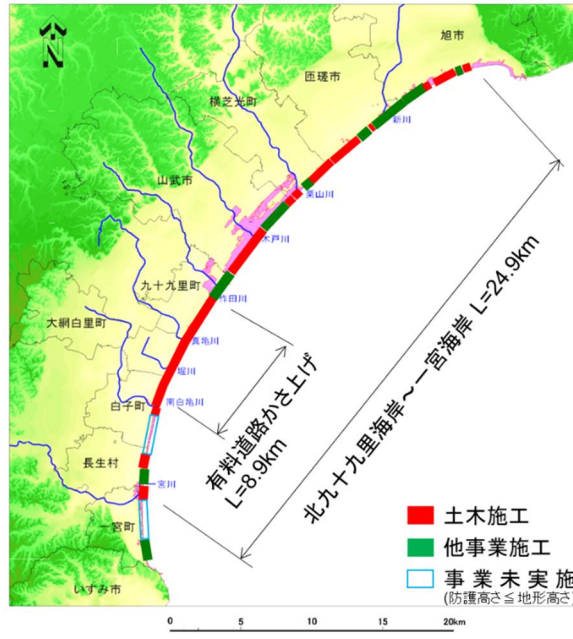 N
旭市
匝瑳市
横芝光町
新川
山武市
栗山川
木戸川
九十九里町
作田川
大網白里町
真亀川
堀川
白子町
南白亀川
長生村
一宮川
一宮町
いすみ市
有料道路かさ上げ
L=8.9km
北九十九里海岸～一宮海岸 L=24.9km
土木施工
他事業施工
事業未実施
(防護高さ≦地形高さ)
0 5 10 15 20km